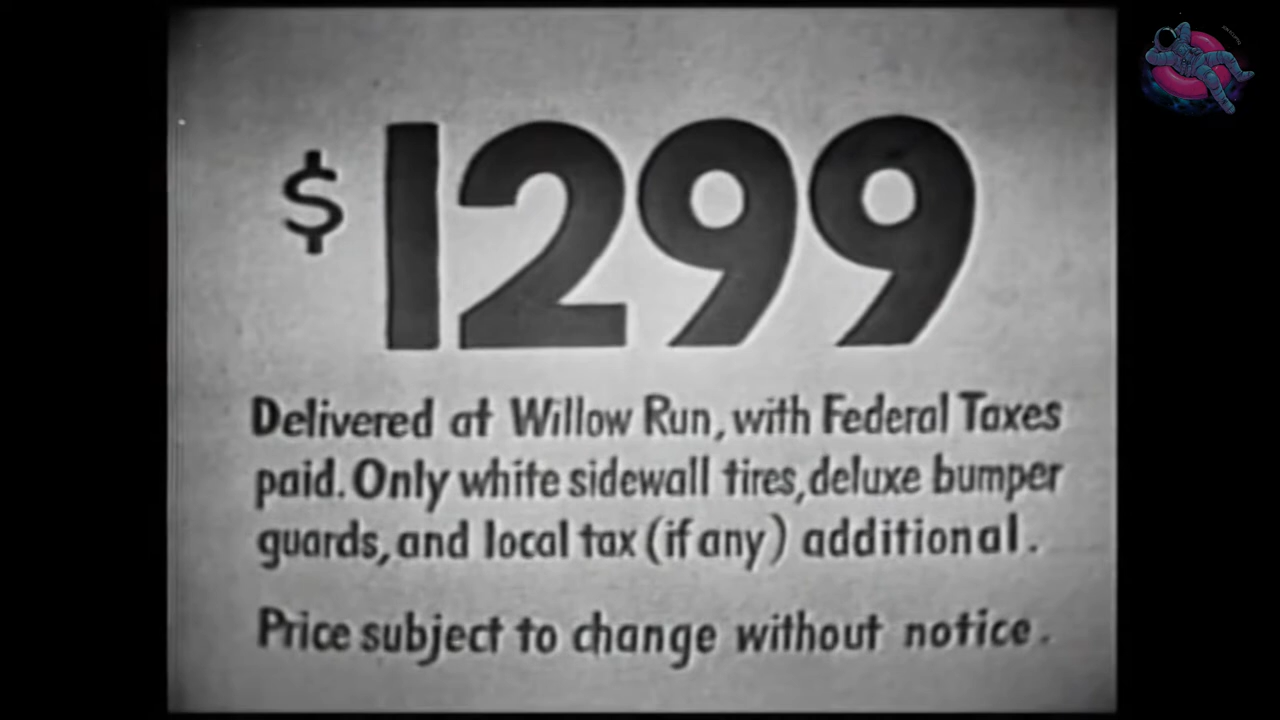 $1299
Delivered at Willow Run, with Federal Taxes
paid. Only white sidewall tires, deluxe bumper
guards, and local tax (if any) additional.
Price subject to change without notice.